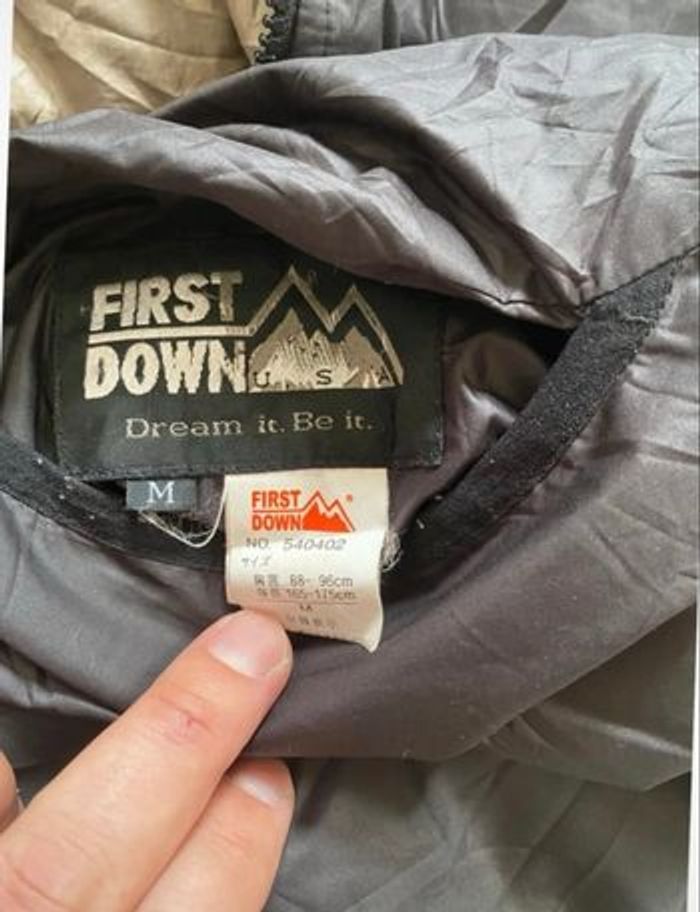 FIRST
DOWN
U S A
Dream it. Be it.
M
FIRST
DOWN®
NO. 540402
サイズ
胸囲 88-96cm
身長 165-175cm
M